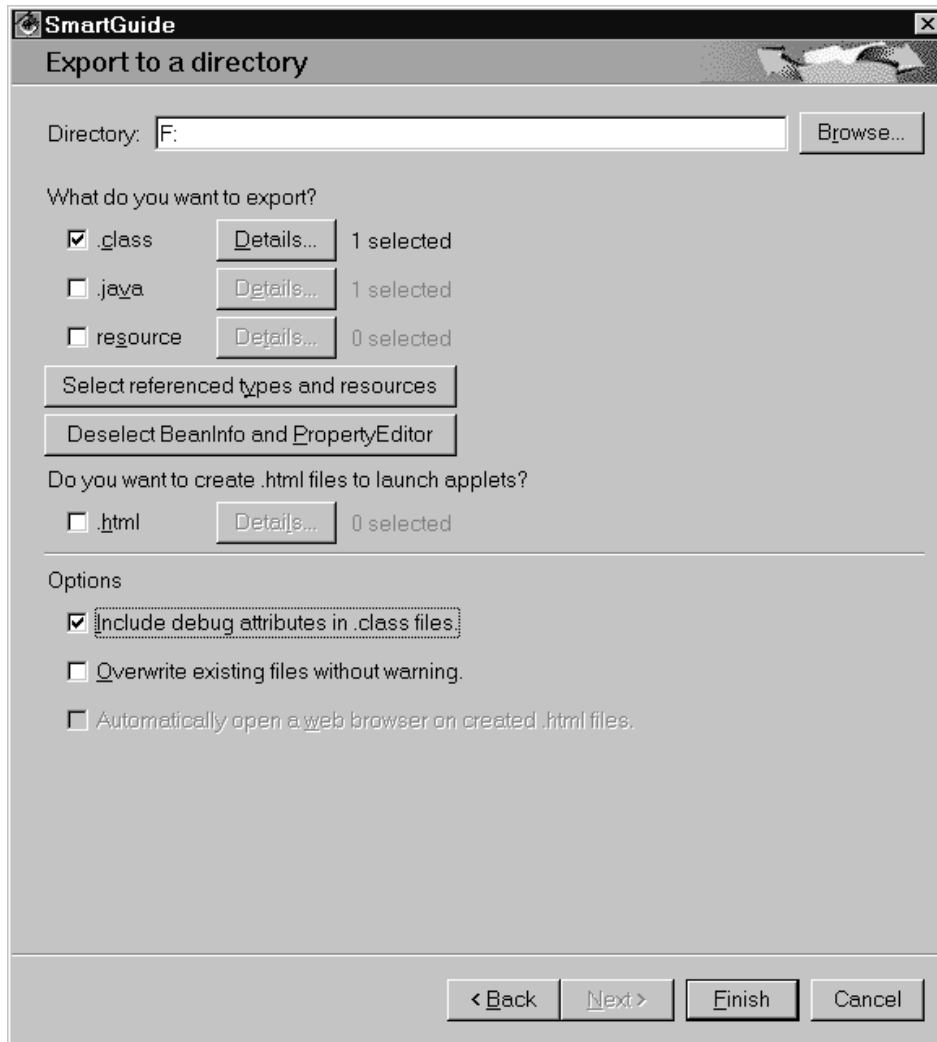 SmartGuide
Export to a directory
Directory: F: Browse...
What do you want to export?
.class Details... 1 selected
.java Details... 1 selected
resource Details... 0 selected
Select referenced types and resources
Deselect BeanInfo and PropertyEditor
Do you want to create .html files to launch applets?
.html Details... 0 selected
Options
Include debug attributes in .class files.
Overwrite existing files without warning.
Automatically open a web browser on created .html files.
< Back Next > Finish Cancel